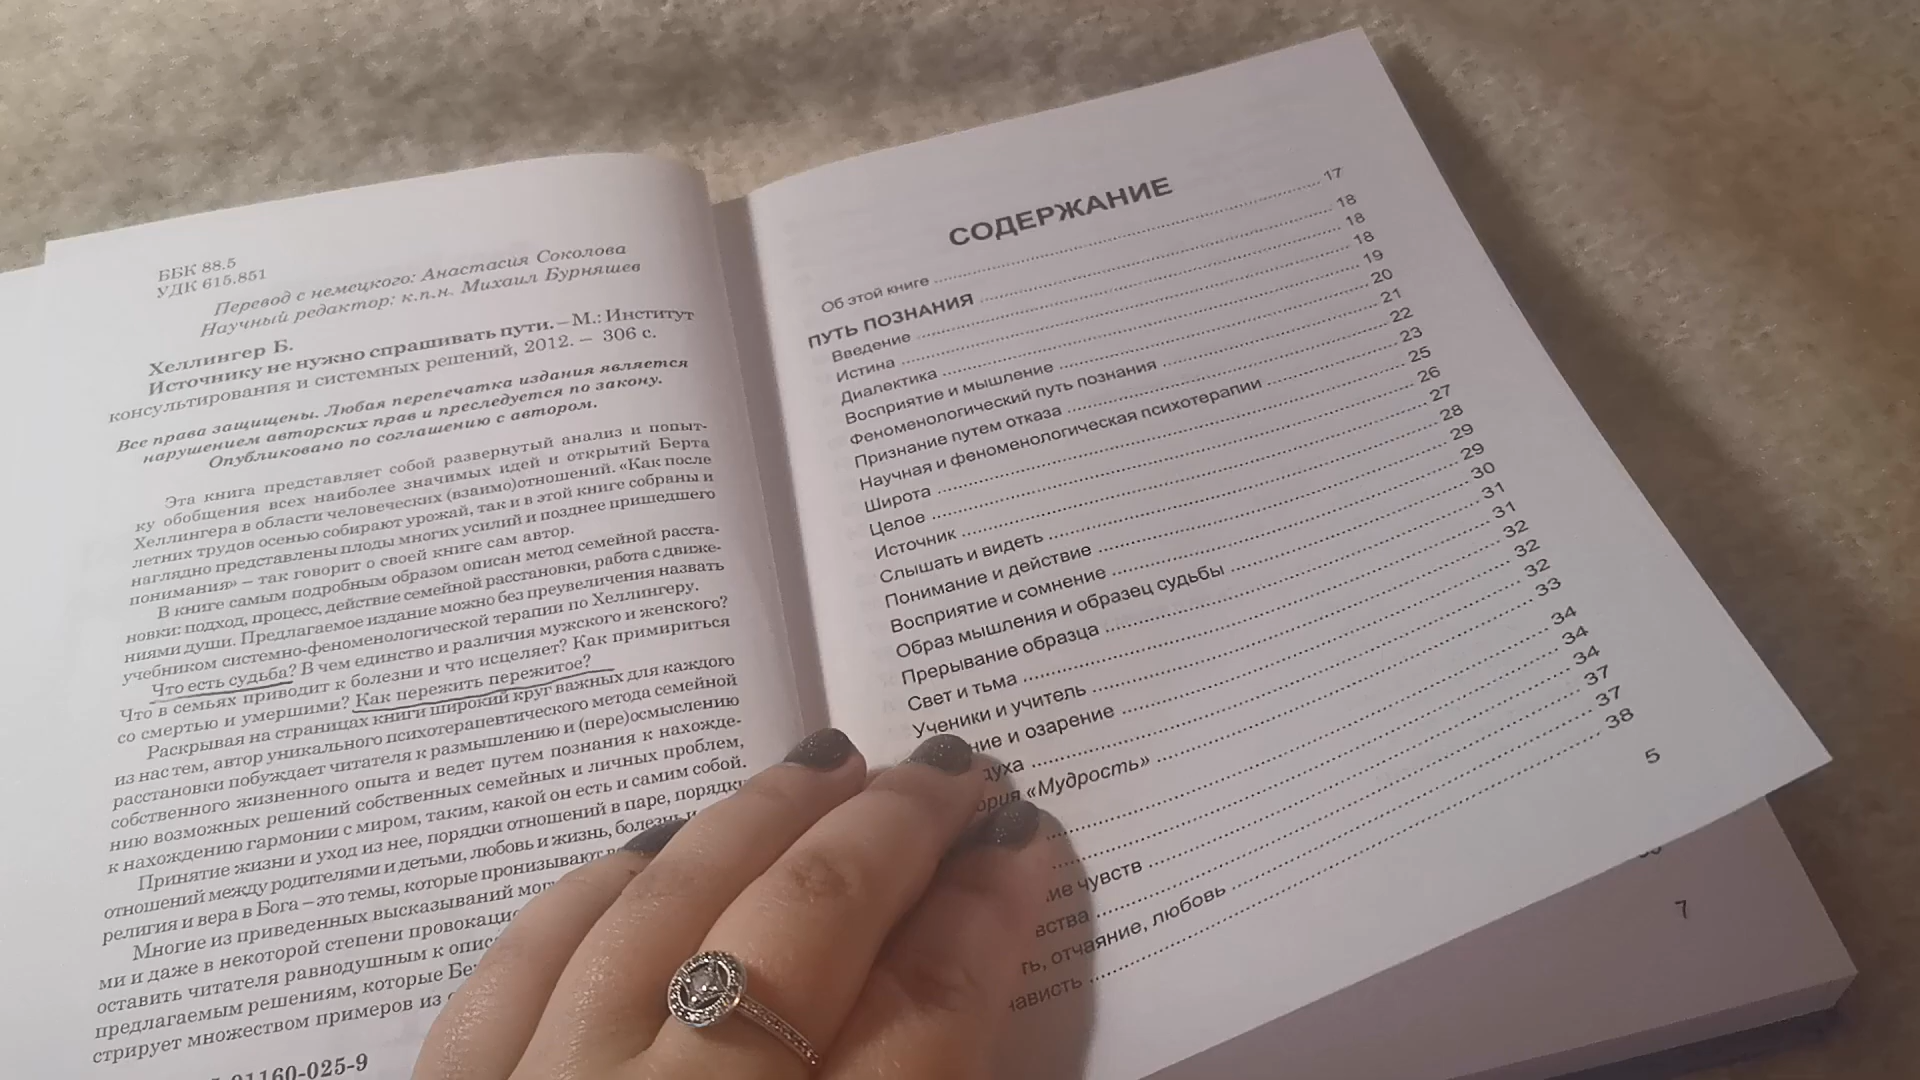 ББК 88.5
УДК 615.851
Перевод с немецкого: Анастасия Соколова
Научный редактор: к.п.н. Михаил Бурняшев
Хеллингер Б.
Источнику не нужно спрашивать пути. – М.: Институт
консультирования и системных решений, 2012. – 306 с.
Все права защищены. Любая перепечатка издания является
нарушением авторских прав и преследуется по закону.
Опубликовано по соглашению с автором.
Эта книга представляет собой развернутый анализ и попыт-
ку обобщения всех наиболее значимых идей и открытий Берта
Хеллингера в области человеческих (взаимо)отношений. «Как после
летних трудов осенью собирают урожай, так и в этой книге собраны и
наглядно представлены плоды многих усилий и позднее пришедшего
понимания» – так говорит о своей книге сам автор.
В книге самым подробным образом описан метод семейной расста-
новки: подход, процесс, действие семейной расстановки, работа с движе-
ниями души. Предлагаемое издание можно без преувеличения назвать
учебником системно-феноменологической терапии по Хеллингеру.
Что есть судьба? В чем единство и различия мужского и женского?
Что в семьях приводит к болезни и что исцеляет? Как примириться
со смертью и умершими? Как пережить пережитое?
Раскрывая на страницах книги широкий круг важных для каждого
из нас тем, автор уникального психотерапевтического метода семейной
расстановки побуждает читателя к размышлению и (пере)осмыслению
собственного жизненного опыта и ведет путем познания к нахожде-
нию возможных решений собственных семейных и личных проблем,
к нахождению гармонии с миром, таким, какой он есть и самим собой.
Принятие жизни и уход из нее, порядки отношений в паре, порядки
отношений между родителями и детьми, любовь и жизнь, болезнь и
религия и вера в Бога – это темы, которые пронизывают
Многие из приведенных высказываний
ми и даже в некоторой степени
оставить читателя равнодушным к
предлагаемым решениям, которые
стрирует множеством примеров из
01160-025-9
СОДЕРЖАНИЕ
Об этой книге 17
ПУТЬ ПОЗНАНИЯ 18
Введение 18
Истина 18
Диалектика 19
Восприятие и мышление 20
Феноменологический путь познания 21
Признание путем отказа 22
Научная и феноменологическая психотерапии 23
Широта 25
Целое 26
Источник 27
Слышать и видеть 28
Понимание и действие 29
Восприятие и сомнение 29
Образ мышления и образец судьбы 30
Прерывание образца 31
Свет и тьма 31
Ученики и учитель 32
ние и озарение 32
духа 32
ория «Мудрость» 33
34
34
ие чувств 34
вства 37
ть, отчаяние, любовь 37
нависть 38
5
7